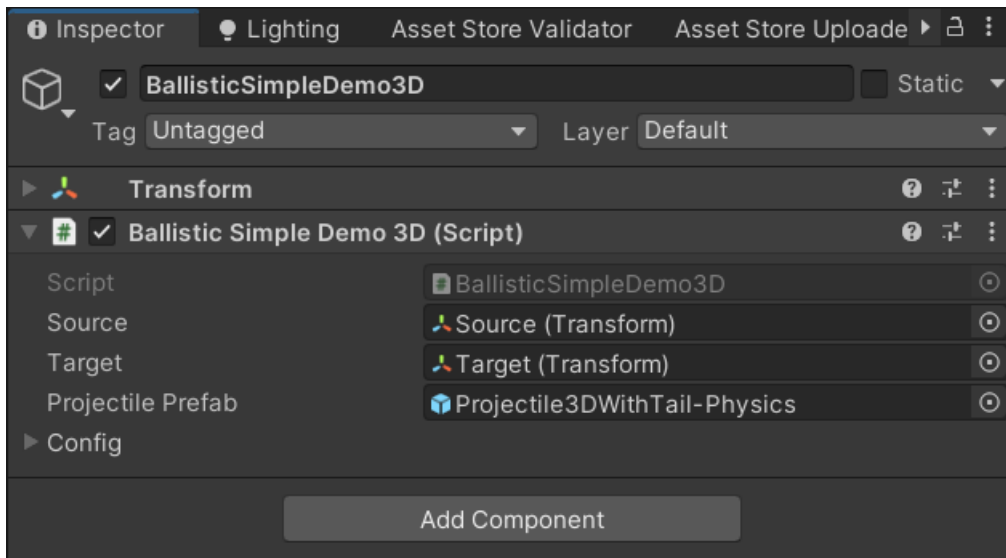 Inspector Lighting Asset Store Validator Asset Store Uploade
BallisticSimpleDemo3D Static
Tag Untagged Layer Default
Transform
Ballistic Simple Demo 3D (Script)
Script BallisticSimpleDemo3D
Source Source (Transform)
Target Target (Transform)
Projectile Prefab Projectile3DWithTail-Physics
Config
Add Component